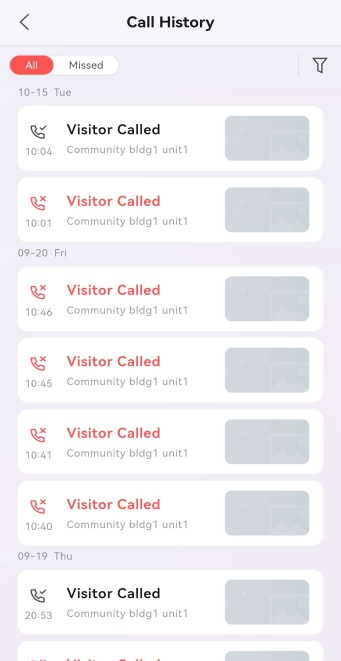 Call History
All Missed
10-15 Tue
Visitor Called
Community bldg1 unit1
10:04
Visitor Called
Community bldg1 unit1
10:01
09-20 Fri
Visitor Called
Community bldg1 unit1
10:46
Visitor Called
Community bldg1 unit1
10:45
Visitor Called
Community bldg1 unit1
10:41
Visitor Called
Community bldg1 unit1
10:40
09-19 Thu
Visitor Called
Community bldg1 unit1
20:53